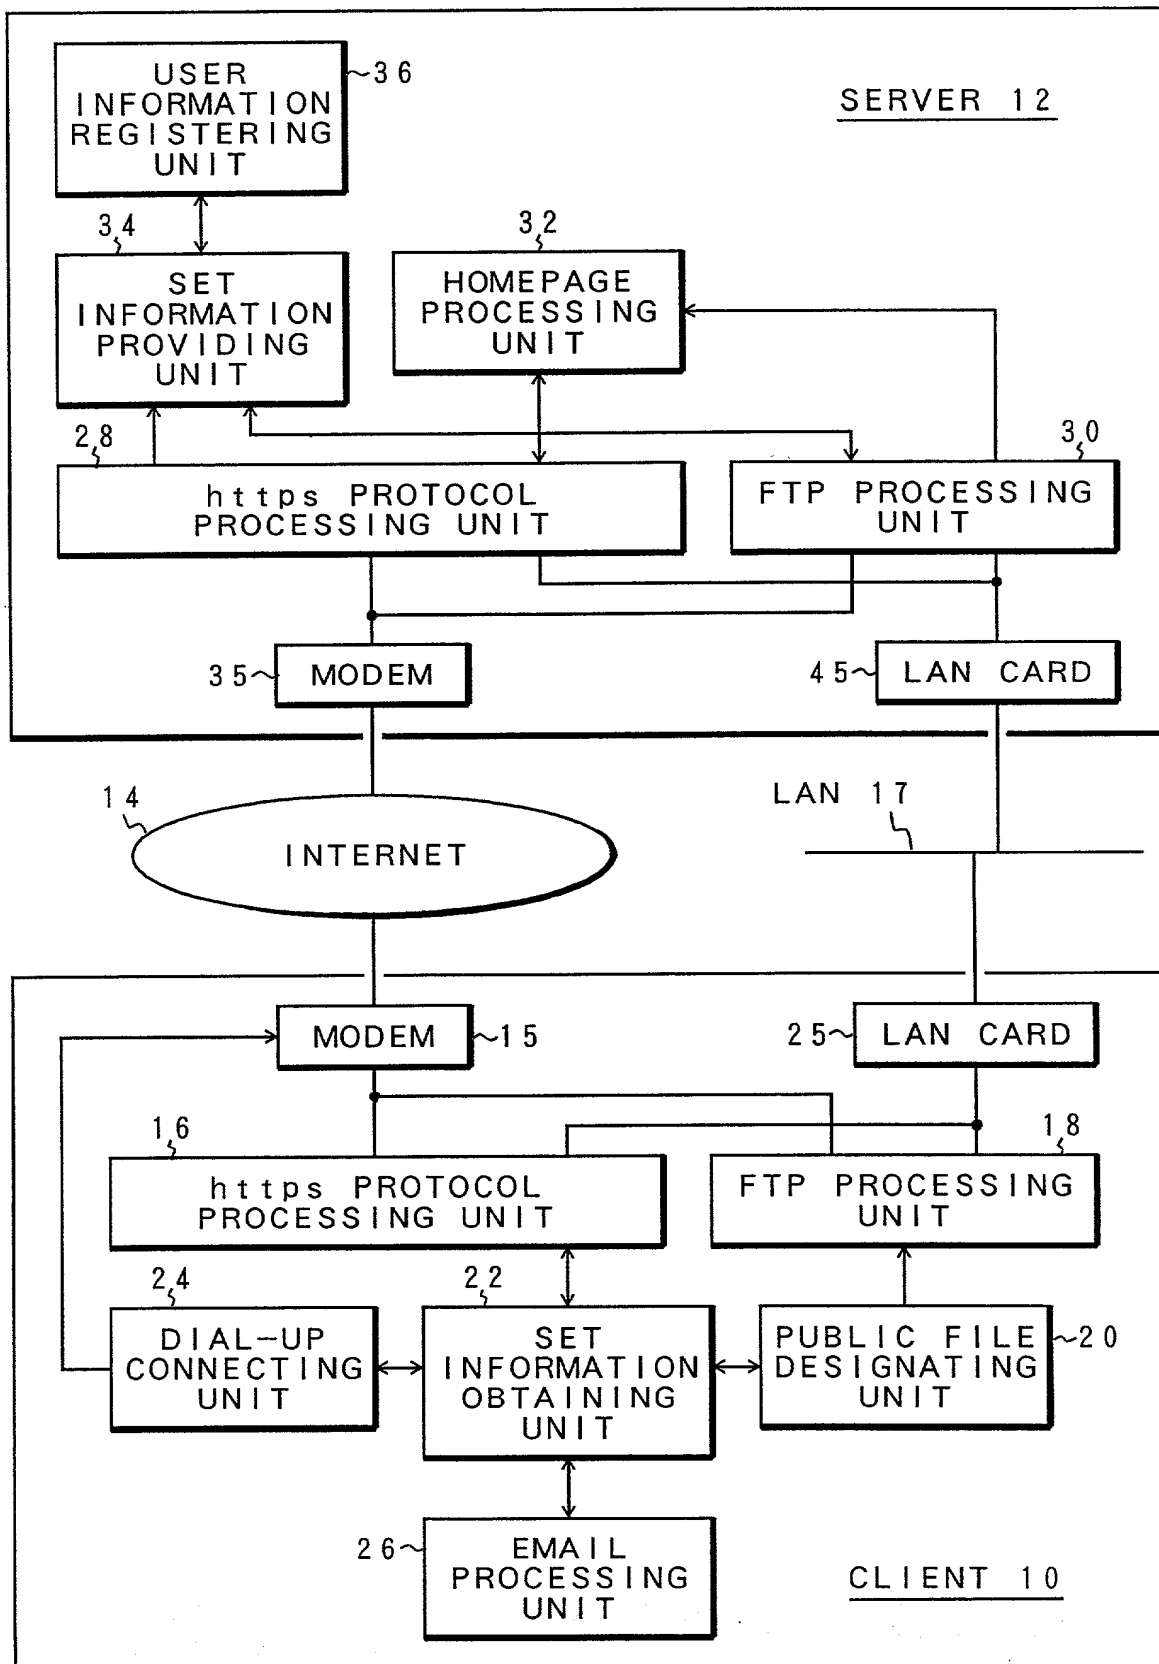 USER
INFORMATION
REGISTERING
UNIT
36
SERVER 12
34
SET
INFORMATION
PROVIDING
UNIT
32
HOMEPAGE
PROCESSING
UNIT
28
https PROTOCOL
PROCESSING UNIT
30
FTP PROCESSING
UNIT
35
MODEM
45
LAN CARD
14
INTERNET
LAN 17
MODEM
15
25
LAN CARD
16
https PROTOCOL
PROCESSING UNIT
18
FTP PROCESSING
UNIT
24
DIAL-UP
CONNECTING
UNIT
22
SET
INFORMATION
OBTAINING
UNIT
PUBLIC FILE
DESIGNATING
UNIT
20
26
EMAIL
PROCESSING
UNIT
CLIENT 10